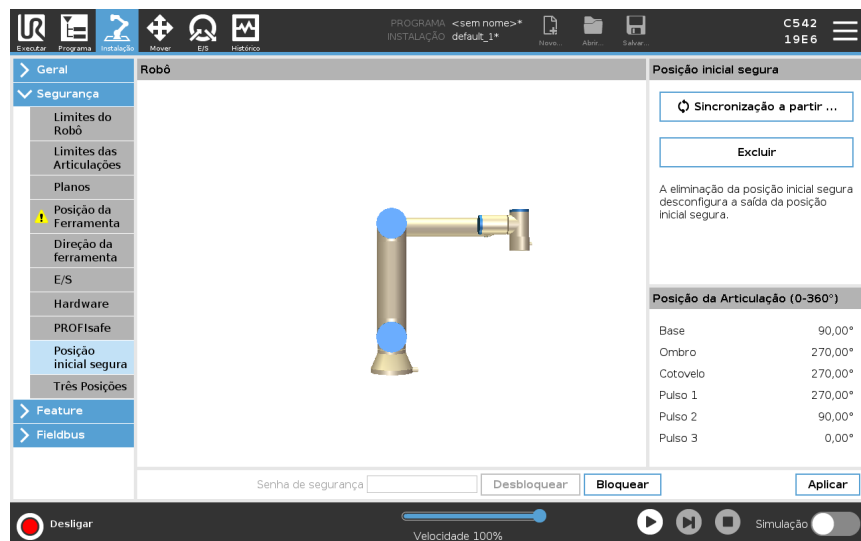 UR
PROGRAMA <sem nome>*
INSTALAÇÃO default_1*
C542
19E6
Executar Programa Instalação Mover E/S Histórico Novo... Abrir... Salvar...
Geral
Segurança
Limites do
Robô
Limites das
Articulações
Planos
Posição da
Ferramenta
Direção da
ferramenta
E/S
Hardware
PROFIsafe
Posição
inicial segura
Três Posições
Feature
Fieldbus
Robô
Posição inicial segura
Sincronização a partir ...
Excluir
A eliminação da posição inicial segura
desconfigura a saída da posição
inicial segura.
Posição da Articulação (0-360°)
Base 90,00°
Ombro 270,00°
Cotovelo 270,00°
Pulso 1 270,00°
Pulso 2 90,00°
Pulso 3 0,00°
Senha de segurança Desbloquear Bloquear Aplicar
Desligar
Velocidade 100%
Simulação